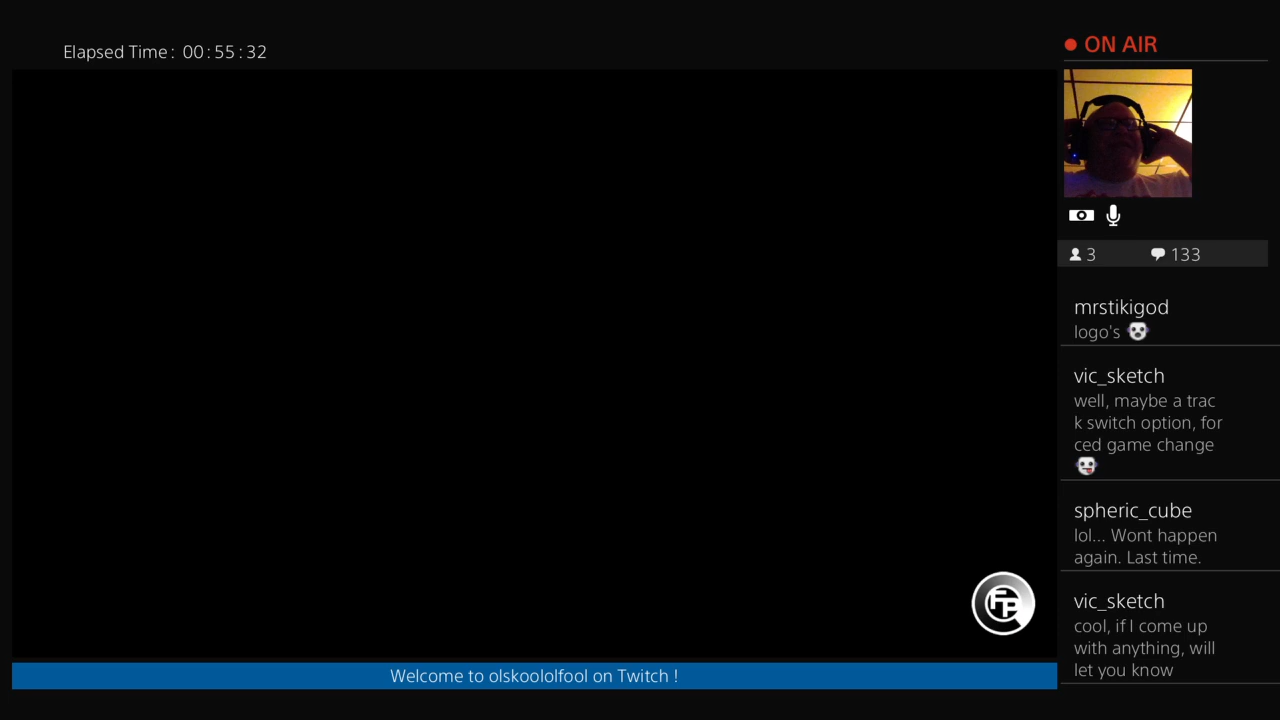 Elapsed Time: 00:55:32
ON AIR
3
133
mrstikigod
logo's
vic_sketch
well, maybe a trac
k switch option, for
ced game change
spheric_cube
lol... Wont happen
again. Last time.
vic_sketch
cool, if I come up
with anything, will
let you know
FP
Welcome to olskoololfool on Twitch !